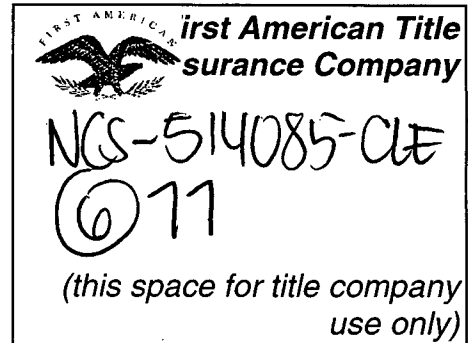 FIRST AMERICAN
irst American Title
surance Company
NCS-514085-CLE
6 11
(this space for title company
use only)